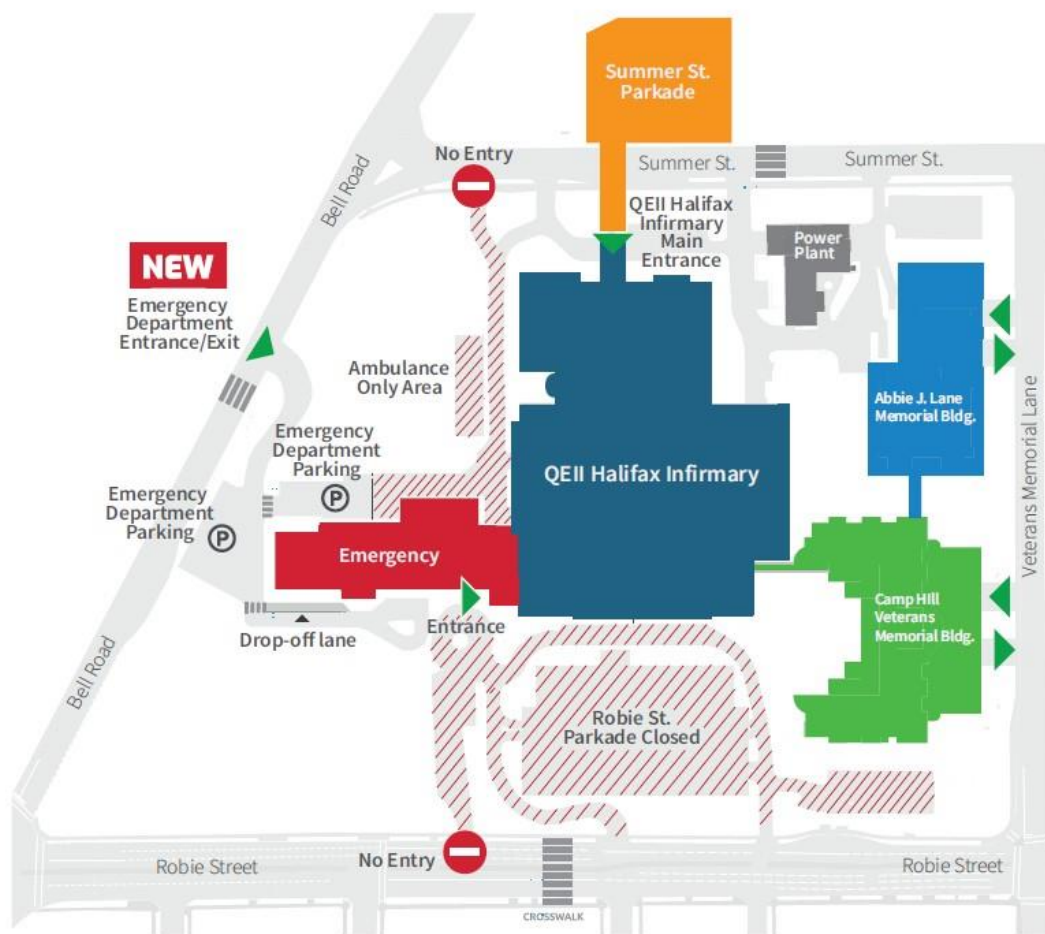 Summer St.
Parkade
No Entry
Summer St.
Summer St.
Bell Road
QEII Halifax
Infirmary
Main
Entrance
Power
Plant
NEW
Emergency
Department
Entrance/Exit
Ambulance
Only Area
Abbie J. Lane
Memorial Bldg.
Emergency
Department
Parking
P
QEII Halifax Infirmary
Veterans Memorial Lane
Emergency
Department
Parking
P
Emergency
Camp HIll
Veterans
Memorial Bldg.
Entrance
Drop-off lane
Bell Road
Robie St.
Parkade Closed
No Entry
Robie Street
Robie Street
CROSSWALK